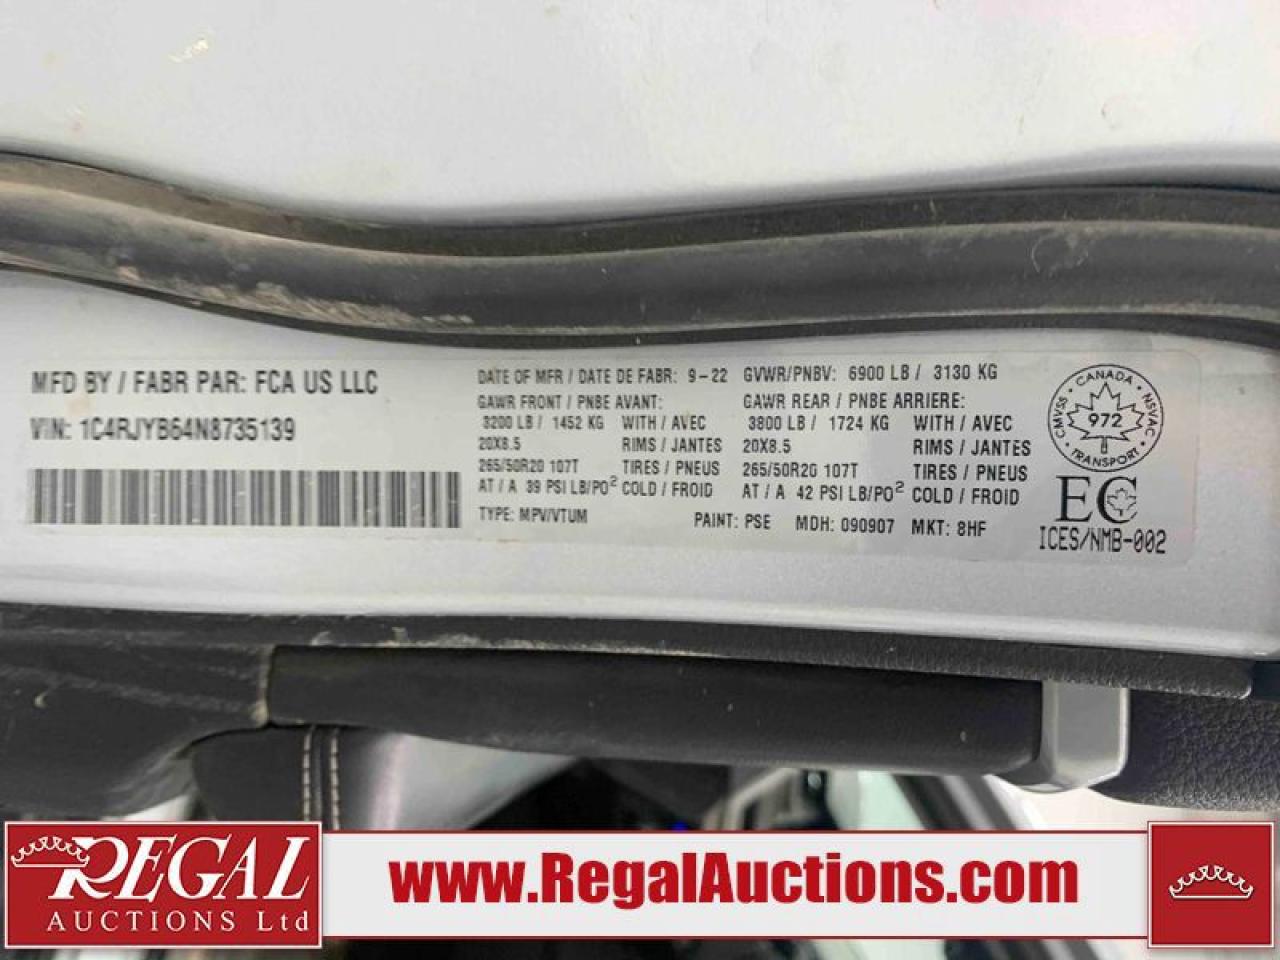 MFD BY / FABR PAR: FCA US LLC
VIN: 1C4RJYB64N8735139
DATE OF MFR / DATE DE FABR: 9-22
GAWR FRONT / PNBE AVANT:
3200 LB / 1452 KG WITH / AVEC
20X8.5 RIMS / JANTES
265/50R20 107T TIRES / PNEUS
AT / A 39 PSI LB/PO² COLD / FROID
TYPE: MPV/VTUM
GVWR/PNBV: 6900 LB / 3130 KG
GAWR REAR / PNBE ARRIERE:
3800 LB / 1724 KG WITH / AVEC
20X8.5 RIMS / JANTES
265/50R20 107T TIRES / PNEUS
AT / A 42 PSI LB/PO² COLD / FROID
PAINT: PSE MDH: 090907 MKT: 8HF
CANADA
CMVSS NSVAC
972
TRANSPORT
EC
ICES/NMB-002
REGAL
AUCTIONS Ltd
www.RegalAuctions.com